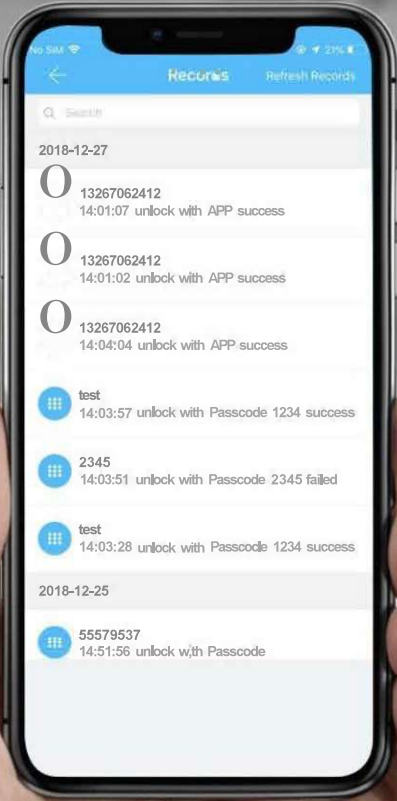 No SIM 21%
Records Refresh Records
Search
2018-12-27
13267062412
14:01:07 unlock with APP success
13267062412
14:01:02 unlock with APP success
13267062412
14:04:04 unlock with APP success
test
14:03:57 unlock with Passcode 1234 success
2345
14:03:51 unlock with Passcode 2345 failed
test
14:03:28 unlock with Passcode 1234 success
2018-12-25
55579537
14:51:56 unlock w,th Passcode